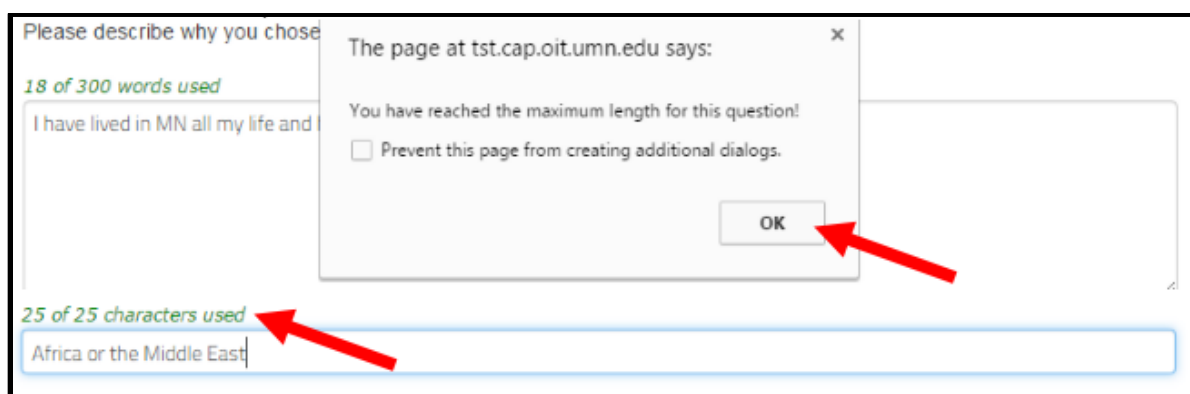 Please describe why you chose
The page at tst.cap.oit.umn.edu says:
×
18 of 300 words used
You have reached the maximum length for this question!
I have lived in MN all my life and
Prevent this page from creating additional dialogs.
OK
25 of 25 characters used
Africa or the Middle East